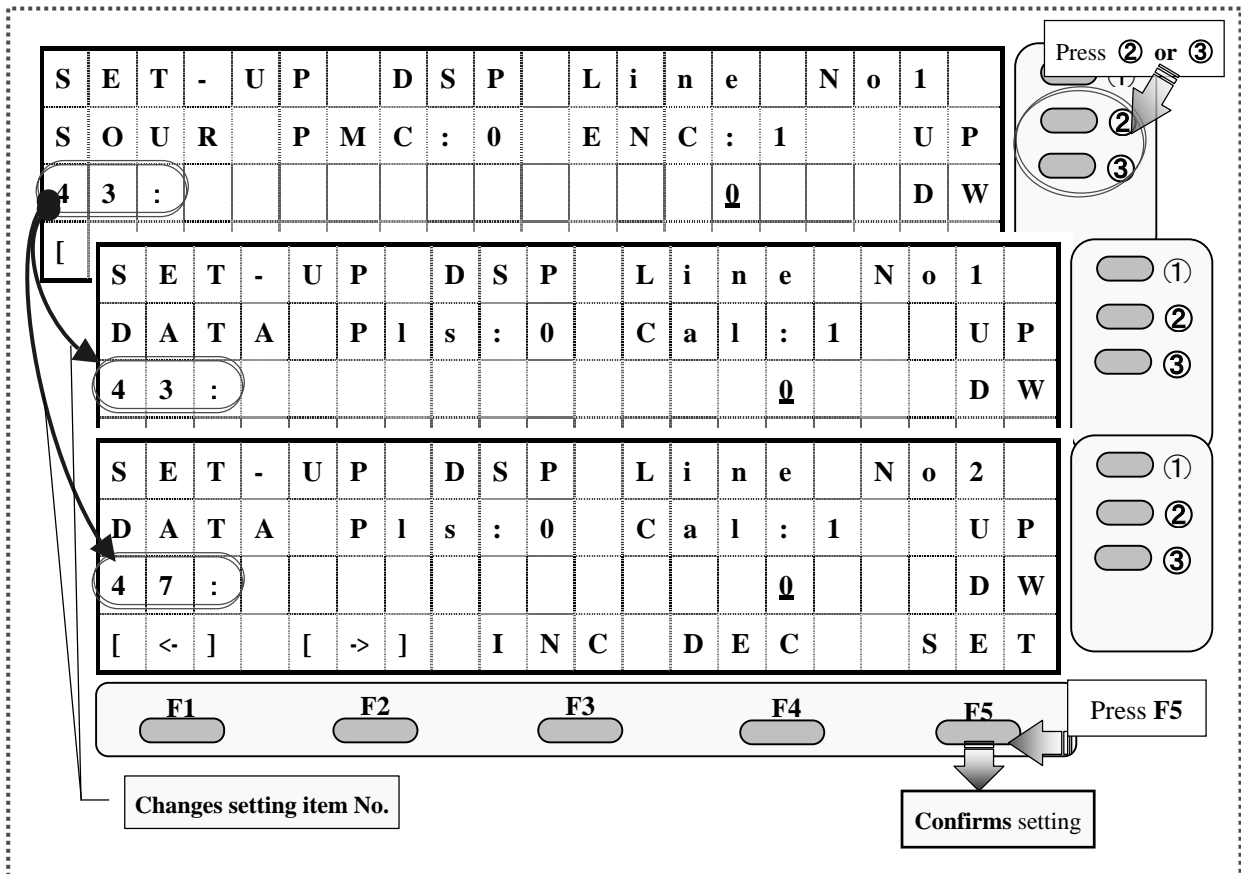 Press ② or ③
SET-UP DSP Line No1
①
SOUR PMC:0 ENC:1 UP
②
43: 0 DW
③
[
SET-UP DSP Line No1
①
DATA Pls:0 Cal:1 UP
②
43: 0 DW
③
SET-UP DSP Line No2
①
DATA Pls:0 Cal:1 UP
②
47: 0 DW
③
[<-] [->] INC DEC SET
F1 F2 F3 F4 F5
Press F5
Changes setting item No.
Confirms setting